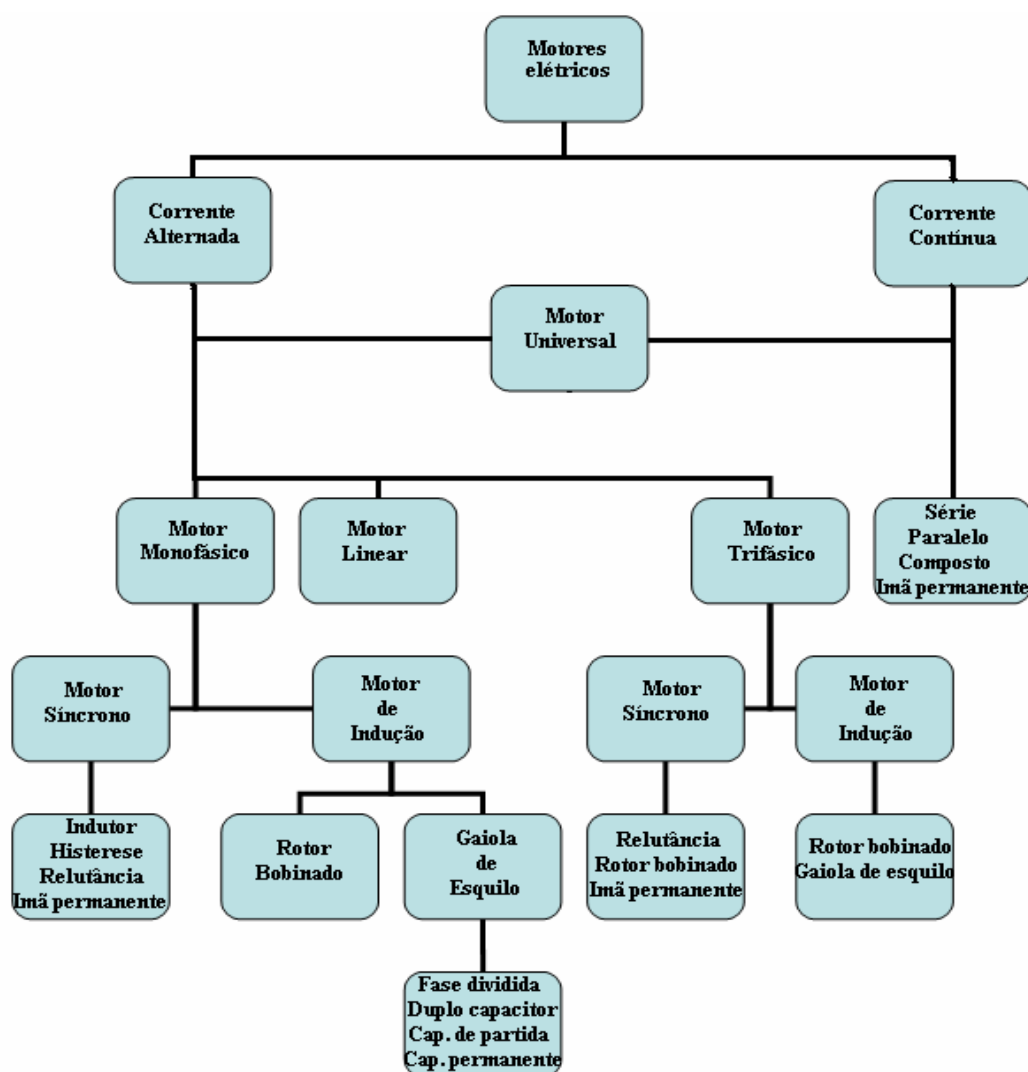 Motores
elétricos
Corrente
Alternada
Corrente
Contínua
Motor
Universal
Motor
Monofásico
Motor
Linear
Motor
Trifásico
Série
Paralelo
Composto
Imã permanente
Motor
Síncrono
Motor
de
Indução
Motor
Síncrono
Motor
de
Indução
Indutor
Histerese
Relutância
Imã permanente
Rotor
Bobinado
Gaiola
de
Esquilo
Relutância
Rotor bobinado
Imã permanente
Rotor bobinado
Gaiola de esquilo
Fase dividida
Duplo capacitor
Cap. de partida
Cap. permanente